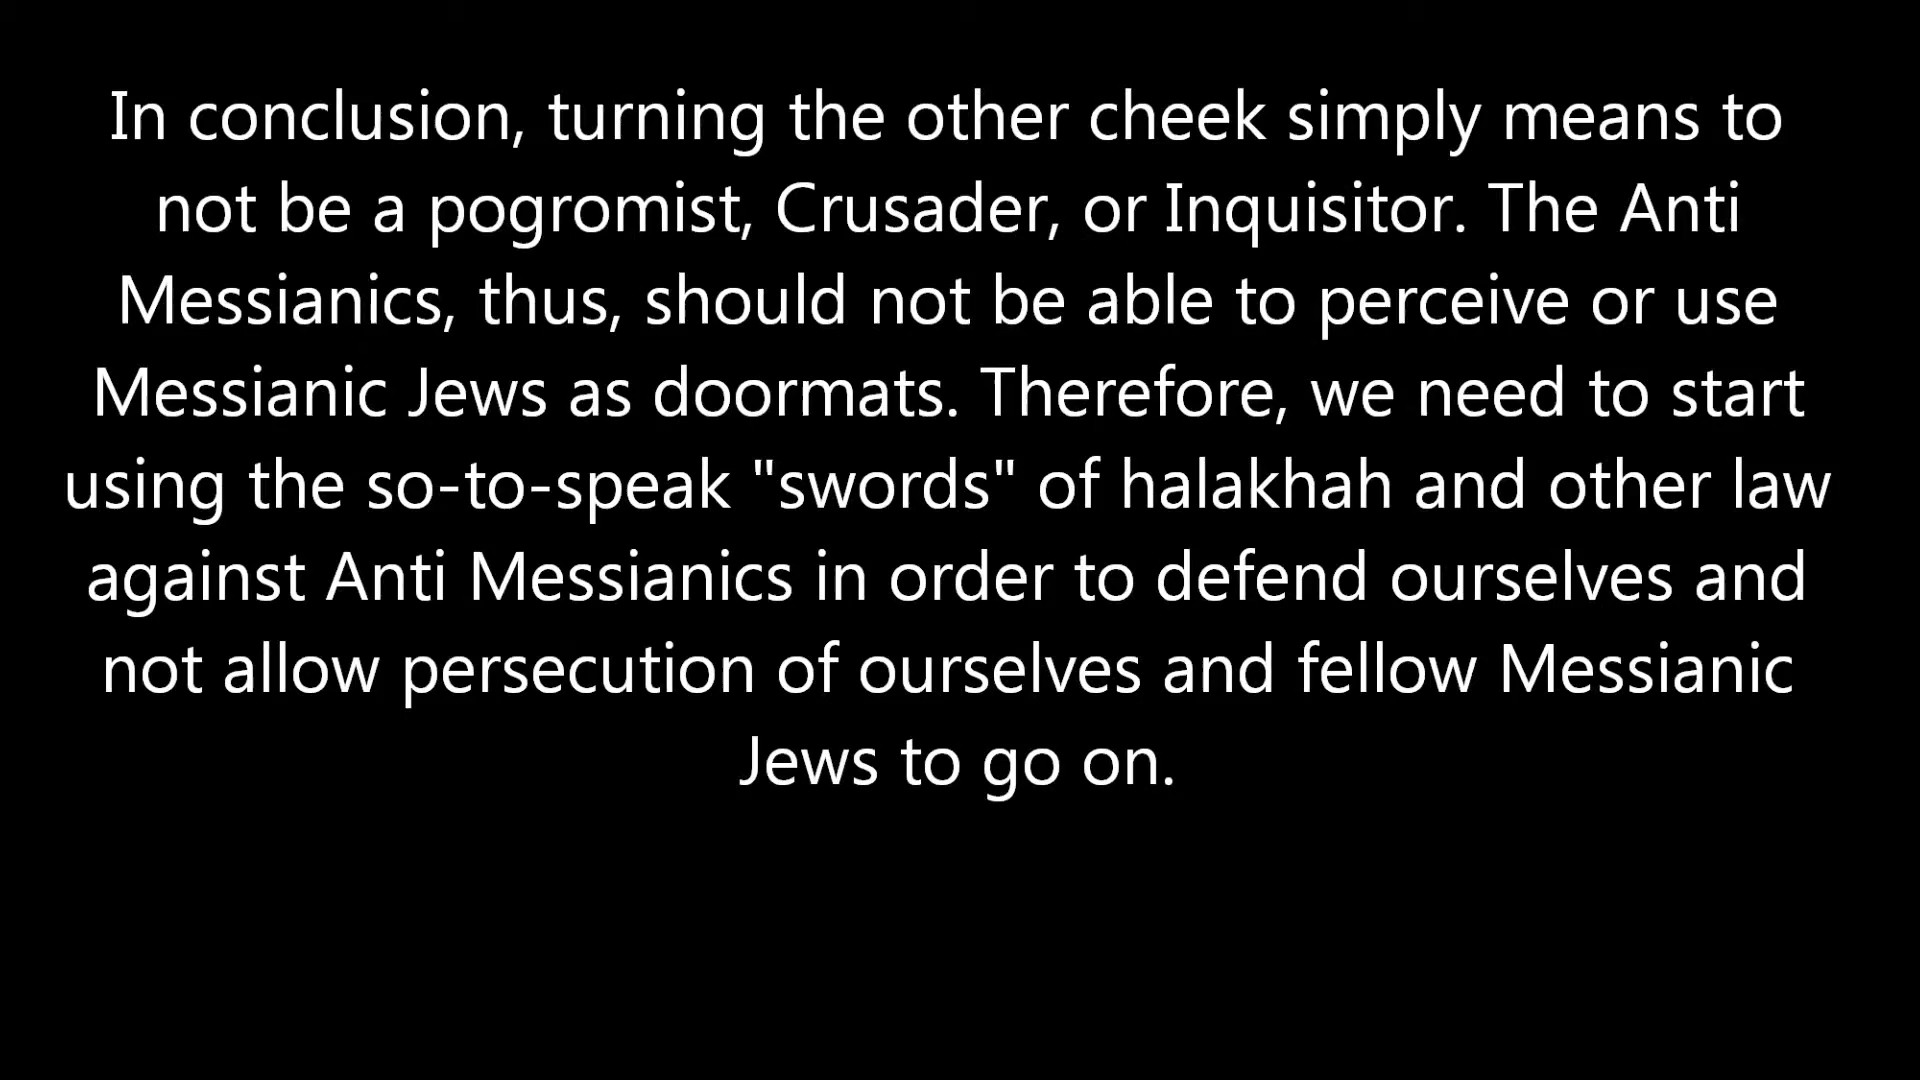 In conclusion, turning the other cheek simply means to
not be a pogromist, Crusader, or Inquisitor. The Anti
Messianics, thus, should not be able to perceive or use
Messianic Jews as doormats. Therefore, we need to start
using the so-to-speak "swords" of halakhah and other law
against Anti Messianics in order to defend ourselves and
not allow persecution of ourselves and fellow Messianic
Jews to go on.